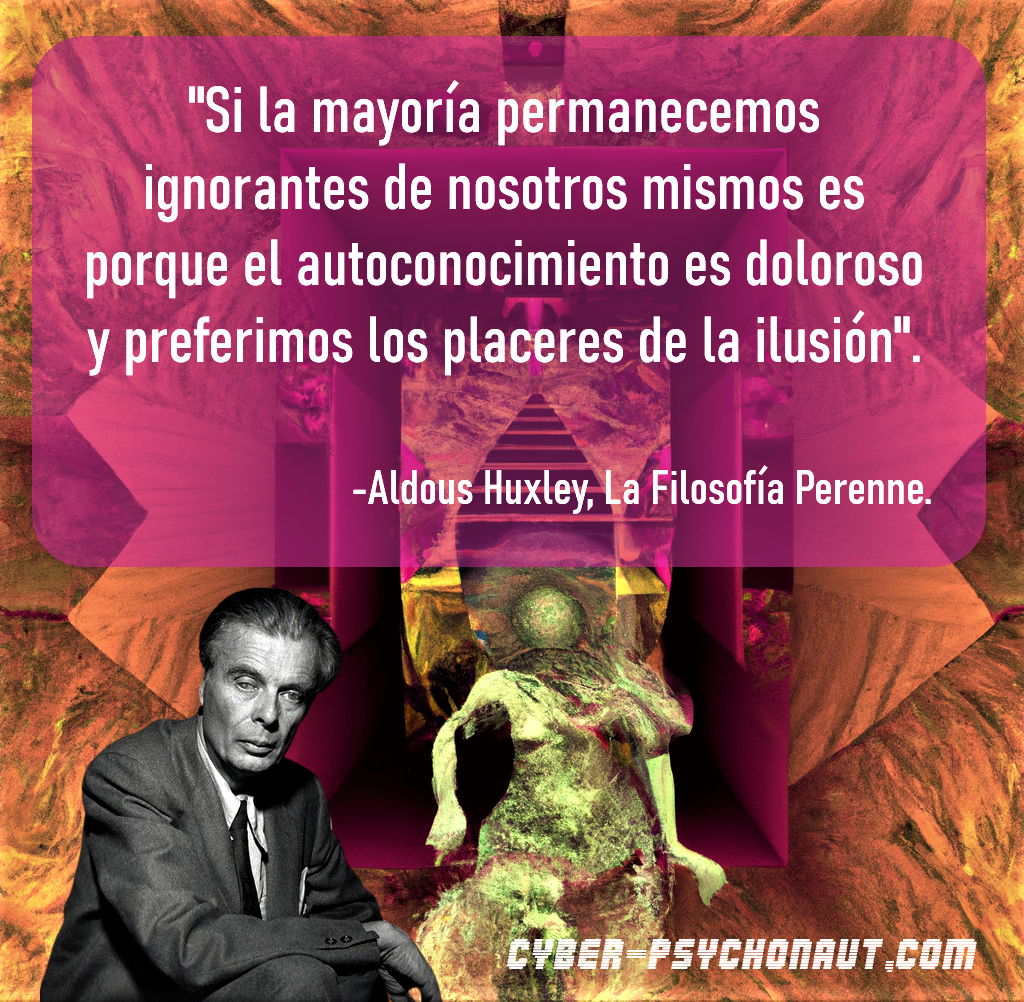 "Si la mayoría permanecemos
ignorantes de nosotros mismos es
porque el autoconocimiento es doloroso
y preferimos los placeres de la ilusión".
-Aldous Huxley, La Filosofía Perenne.
CYBER-PSYCHONAUT.COM